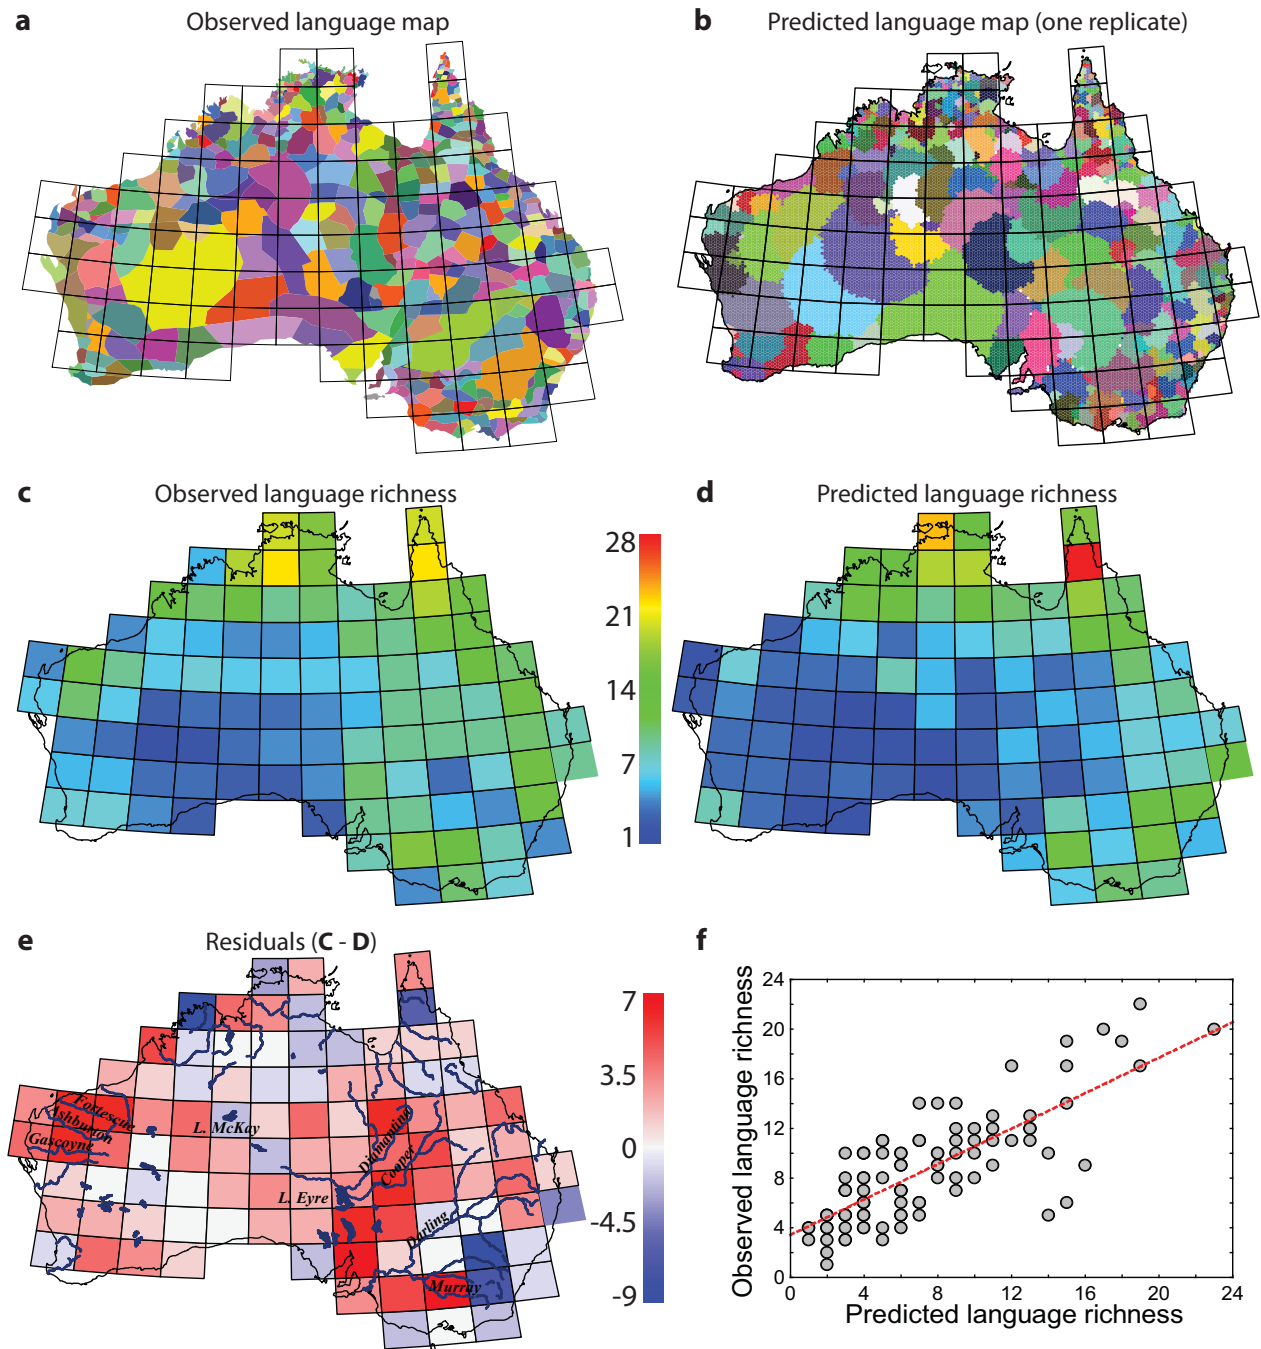 a
Observed language map
b
Predicted language map (one replicate)
c
Observed language richness
28
21
14
7
1
d
Predicted language richness
e
Residuals (C - D)
Fortescue
Ashburton
Gascoyne
L. McKay
Diamantina
Cooper
L. Eyre
Darling
Murray
7
3.5
0
-4.5
-9
f
Observed language richness
24
20
16
12
8
4
0
0 4 8 12 16 20 24
Predicted language richness